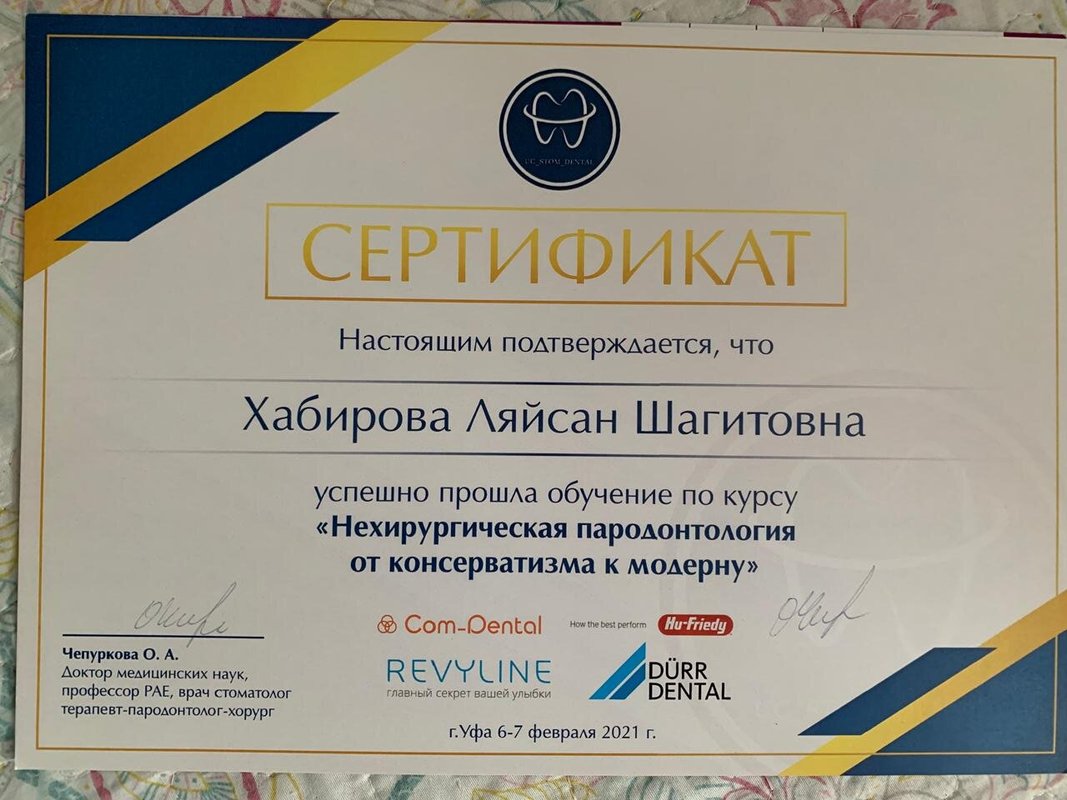 UC_STOM_DENTAL
СЕРТИФИКАТ
Настоящим подтверждается, что
Хабирова Ляйсан Шагитовна
успешно прошла обучение по курсу
«Нехирургическая пародонтология
от консерватизма к модерну»
Com-Dental
How the best perform
Hu-Friedy
REVYLINE
главный секрет вашей улыбки
DÜRR
DENTAL
Чепуркова О. А.
Доктор медицинских наук,
профессор РАЕ, врач стоматолог
терапевт-пародонтолог-хорург
г.Уфа 6-7 февраля 2021 г.